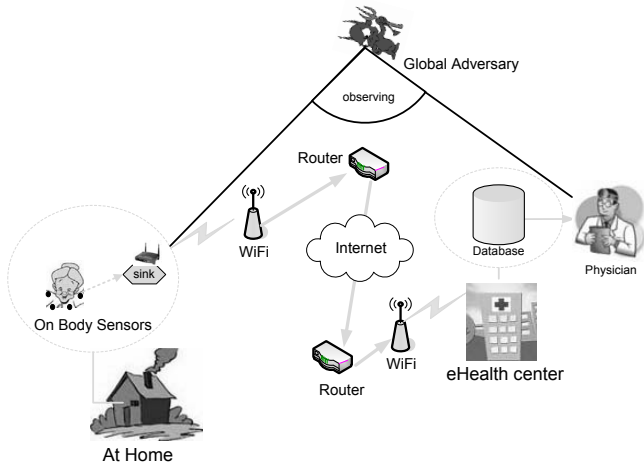 Global Adversary
observing
Router
WiFi
Internet
Database
Physician
sink
On Body Sensors
WiFi
Router
eHealth center
At Home